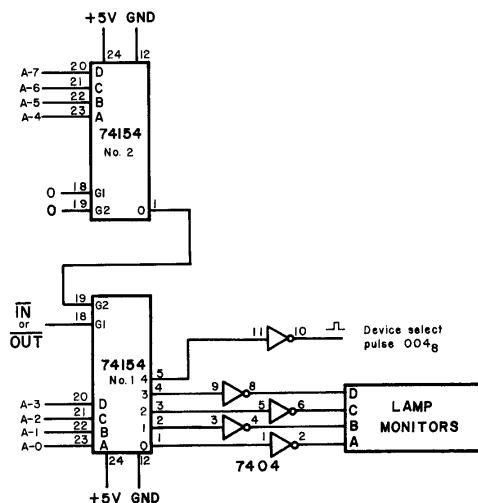 +5V GND
24 12
A-7 20 D
A-6 21 C
A-5 22 B
A-4 23 A
74154
No. 2
0 18 G1
0 19 G2 0 1
19 G2
IN or OUT 18 G1
74154
No. 1 4 5
3 4
2 3
1 2
0 1
A-3 20 D
A-2 21 C
A-1 22 B
A-0 23 A
24 12
+5V GND
11 10
Device select
pulse 004₈
9 8 D
5 6 C
3 4 B
1 2 A
7404
LAMP
MONITORS